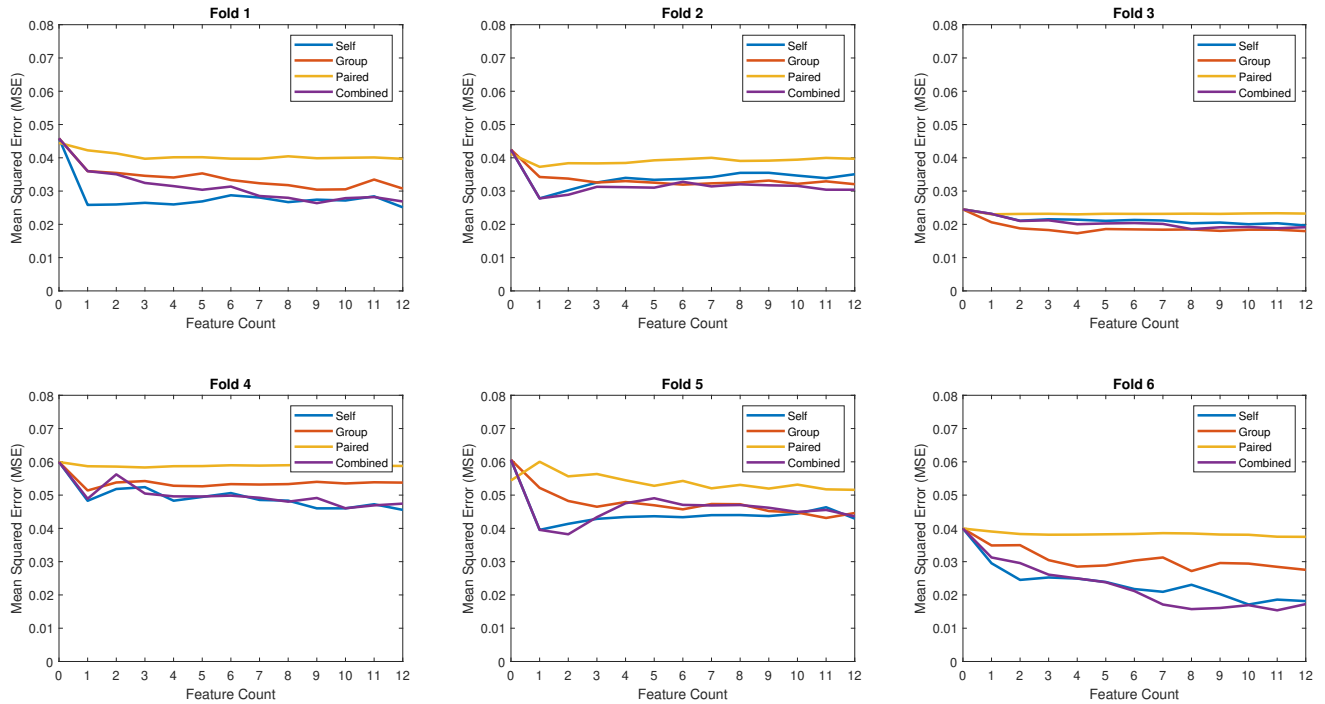 Fold 1
Mean Squared Error (MSE)
0.08
0.07
0.06
0.05
0.04
0.03
0.02
0.01
0
Self
Group
Paired
Combined
0 1 2 3 4 5 6 7 8 9 10 11 12
Feature Count
Fold 2
Mean Squared Error (MSE)
0.08
0.07
0.06
0.05
0.04
0.03
0.02
0.01
0
Self
Group
Paired
Combined
0 1 2 3 4 5 6 7 8 9 10 11 12
Feature Count
Fold 3
Mean Squared Error (MSE)
0.08
0.07
0.06
0.05
0.04
0.03
0.02
0.01
0
Self
Group
Paired
Combined
0 1 2 3 4 5 6 7 8 9 10 11 12
Feature Count
Fold 4
Mean Squared Error (MSE)
0.08
0.07
0.06
0.05
0.04
0.03
0.02
0.01
0
Self
Group
Paired
Combined
0 1 2 3 4 5 6 7 8 9 10 11 12
Feature Count
Fold 5
Mean Squared Error (MSE)
0.08
0.07
0.06
0.05
0.04
0.03
0.02
0.01
0
Self
Group
Paired
Combined
0 1 2 3 4 5 6 7 8 9 10 11 12
Feature Count
Fold 6
Mean Squared Error (MSE)
0.08
0.07
0.06
0.05
0.04
0.03
0.02
0.01
0
Self
Group
Paired
Combined
0 1 2 3 4 5 6 7 8 9 10 11 12
Feature Count